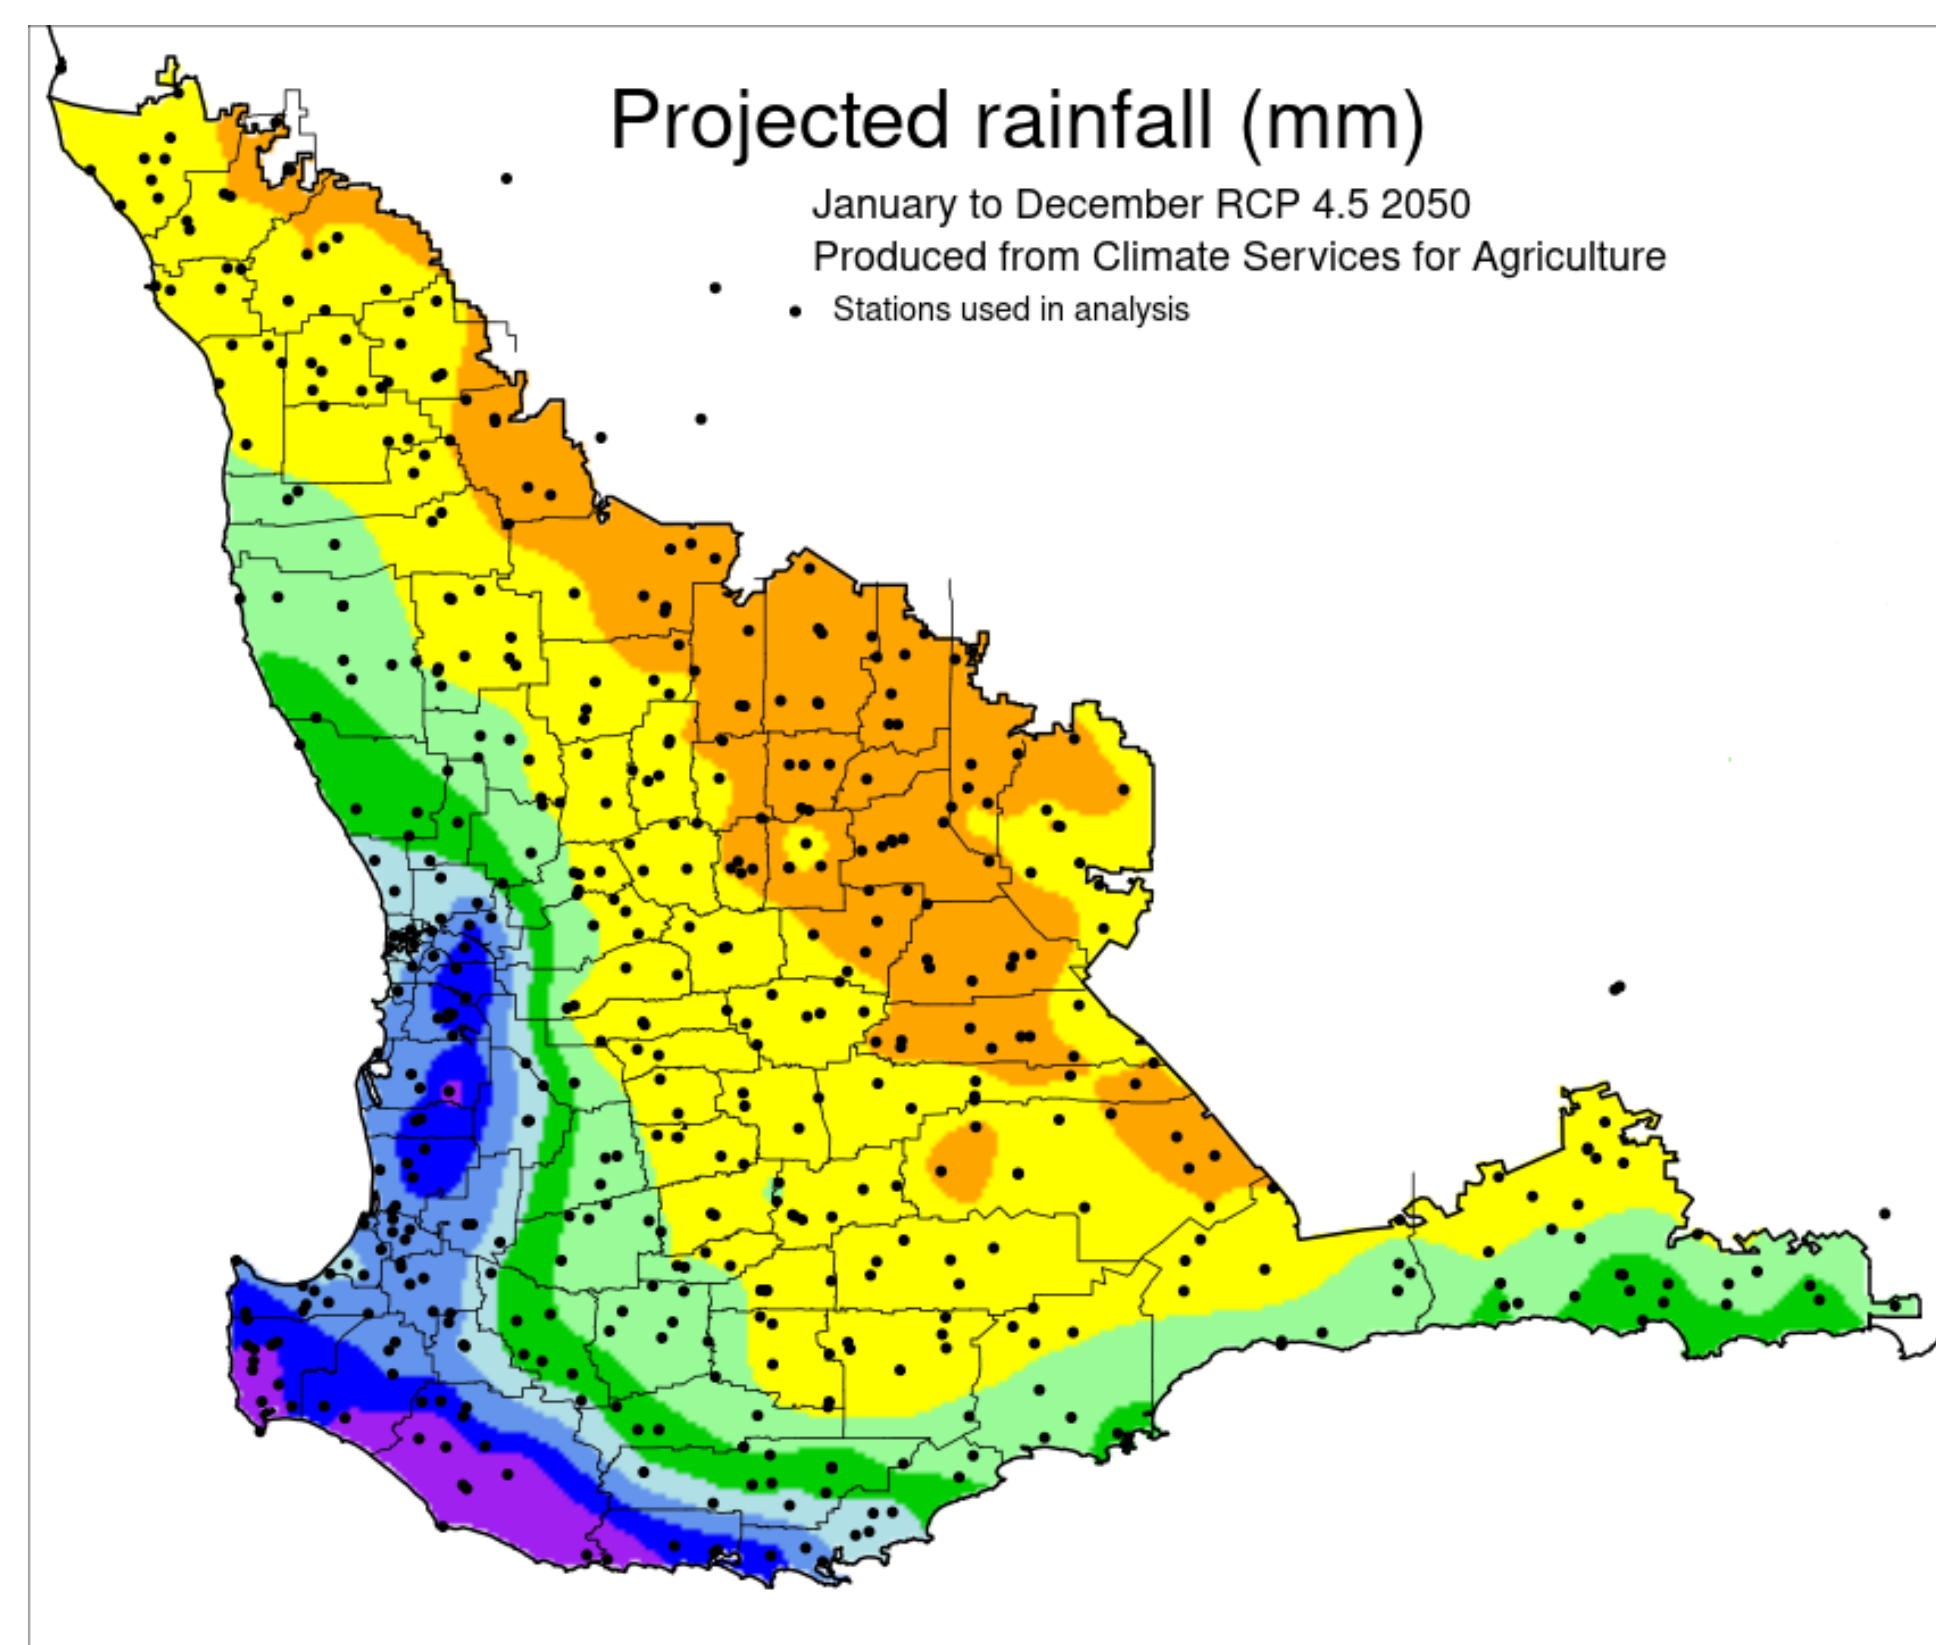 Projected rainfall (mm)
January to December RCP 4.5 2050
Produced from Climate Services for Agriculture
Stations used in analysis